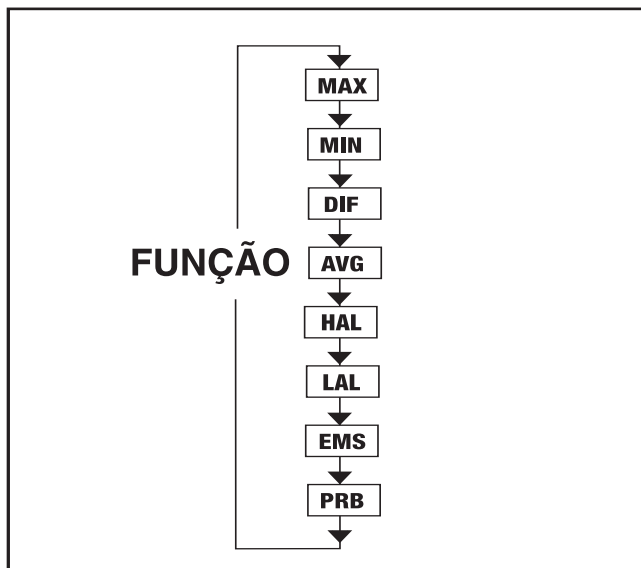 MAX
MIN
DIF
FUNÇÃO AVG
HAL
LAL
EMS
PRB